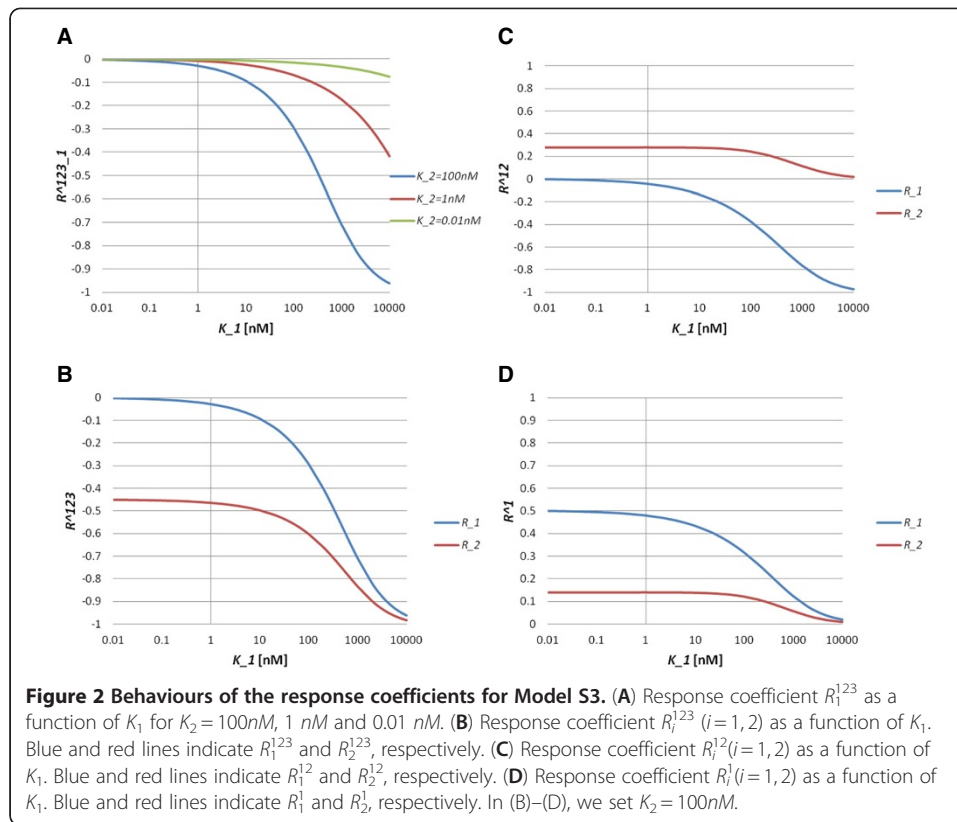 A
0
-0.1
-0.2
-0.3
-0.4
-0.5
-0.6
-0.7
-0.8
-0.9
-1
R^123_1
0.01 0.1 1 10 100 1000 10000
K_1 [nM]
K_2=100nM
K_2=1nM
K_2=0.01nM
C
1
0.8
0.6
0.4
0.2
0
-0.2
-0.4
-0.6
-0.8
-1
R^12
0.01 0.1 1 10 100 1000 10000
K_1 [nM]
R_1
R_2
B
0
-0.1
-0.2
-0.3
-0.4
-0.5
-0.6
-0.7
-0.8
-0.9
-1
R^123
0.01 0.1 1 10 100 1000 10000
K_1 [nM]
R_1
R_2
D
1
0.9
0.8
0.7
0.6
0.5
0.4
0.3
0.2
0.1
0
R^1
0.01 0.1 1 10 100 1000 10000
K_1 [nM]
R_1
R_2
Figure 2 Behaviours of the response coefficients for Model S3. (A) Response coefficient R₁¹²³ as a
function of K₁ for K₂ = 100nM, 1 nM and 0.01 nM. (B) Response coefficient Rᵢ¹²³ (i = 1, 2) as a function of K₁.
Blue and red lines indicate R₁¹²³ and R₂¹²³, respectively. (C) Response coefficient Rᵢ¹²(i = 1, 2) as a function of
K₁. Blue and red lines indicate R₁¹² and R₂¹², respectively. (D) Response coefficient Rᵢ¹(i = 1, 2) as a function of
K₁. Blue and red lines indicate R₁¹ and R₂¹, respectively. In (B)–(D), we set K₂ = 100nM.